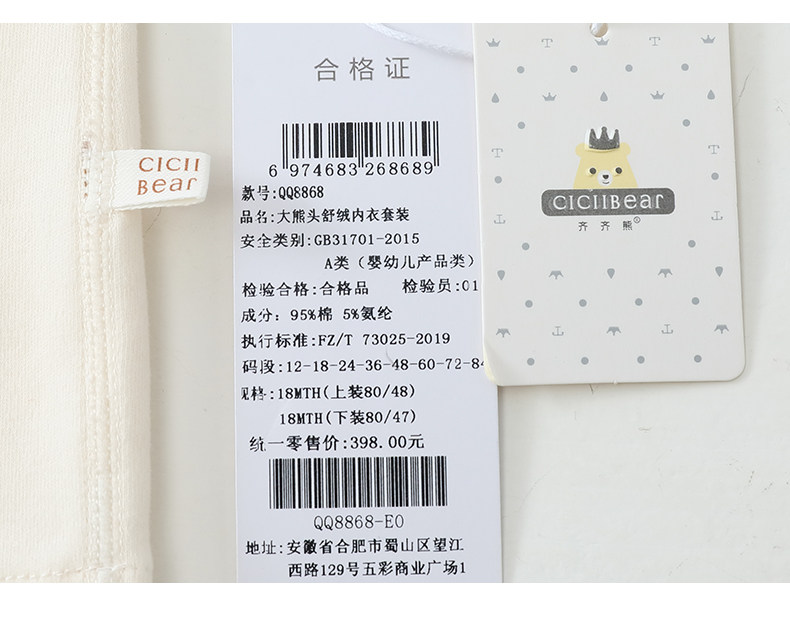 CICII
Bear
合格证
6 974683 268689
款号:QQ8868
品名:大熊头舒绒内衣套装
安全类别:GB31701-2015
A类（婴幼儿产品类）
检验合格:合格品 检验员:01
成分: 95%棉 5%氨纶
执行标准:FZ/T 73025-2019
码段:12-18-24-36-48-60-72-84
规格:18MTH(上装80/48)
18MTH(下装80/47)
统一零售价:398.00元
QQ8868-E0
地址:安徽省合肥市蜀山区望江
西路129号五彩商业广场1
CICIIBear
齐齐熊®